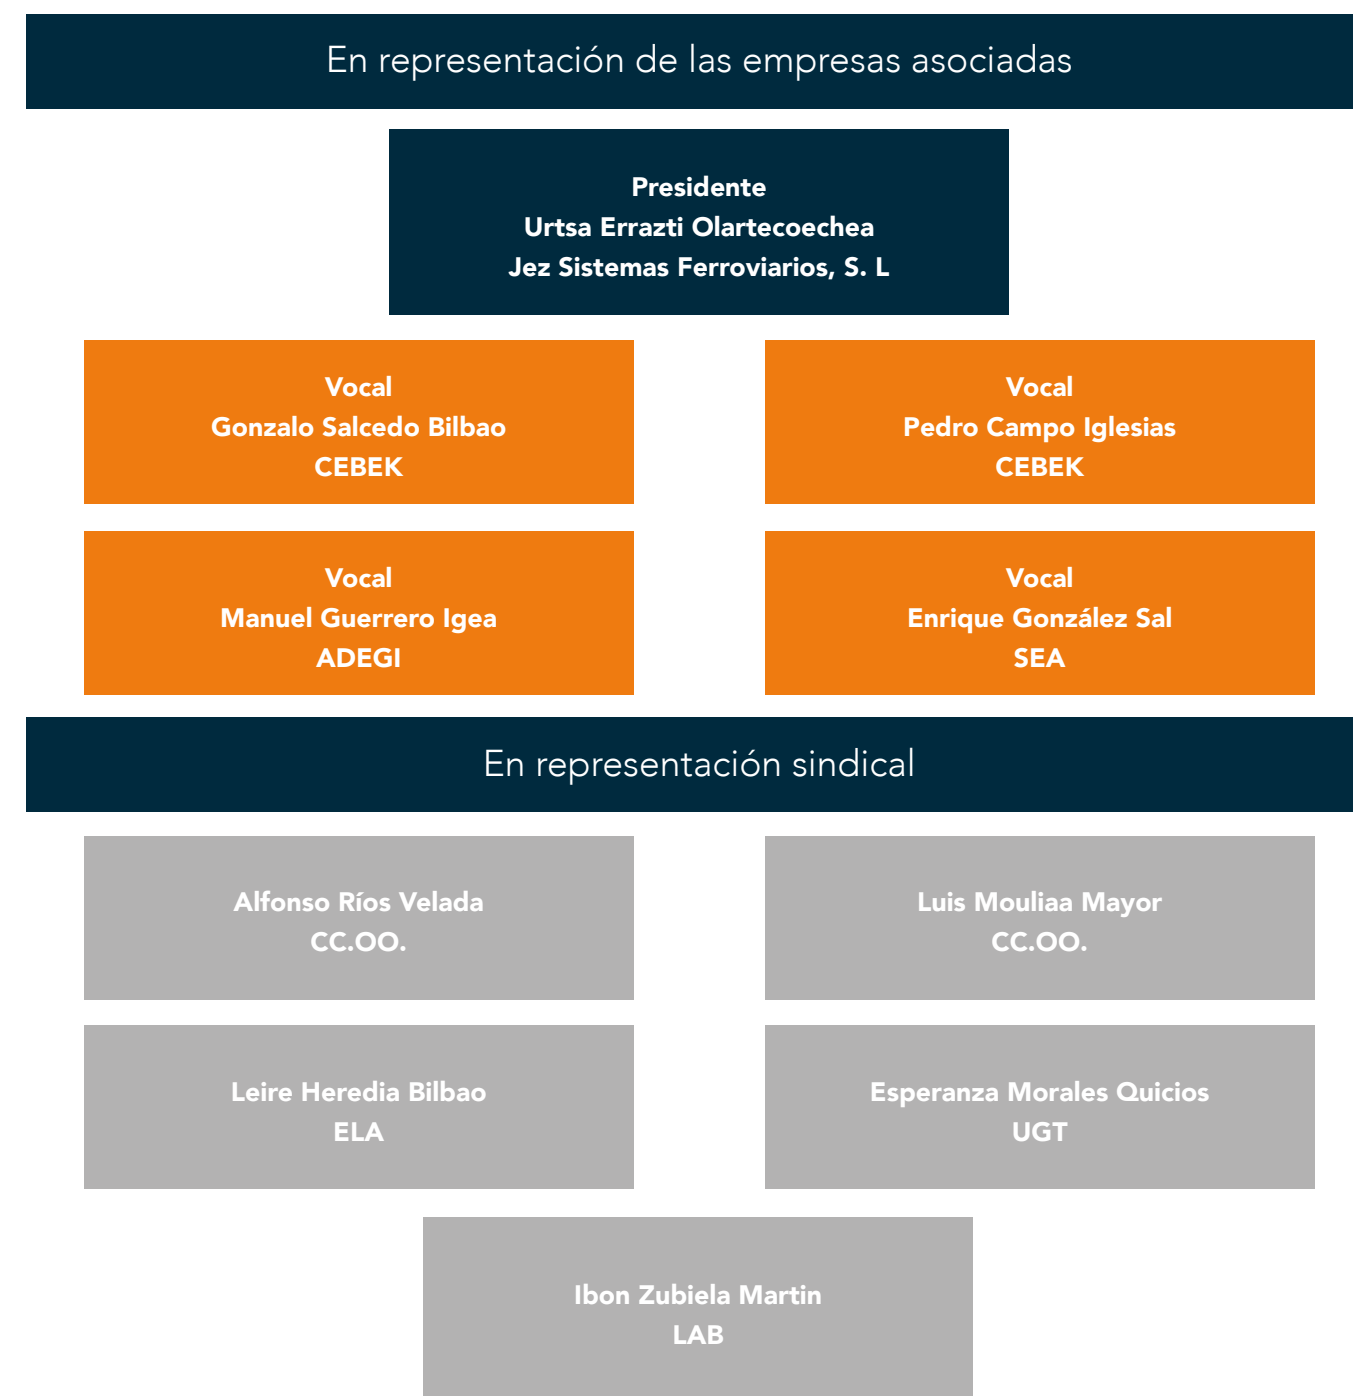 En representación de las empresas asociadas
Presidente
Urtsa Errazti Olartecoechea
Jez Sistemas Ferroviarios, S. L
Vocal
Gonzalo Salcedo Bilbao
CEBEK
Vocal
Pedro Campo Iglesias
CEBEK
Vocal
Manuel Guerrero Igea
ADEGI
Vocal
Enrique González Sal
SEA
En representación sindical
Alfonso Ríos Velada
CC.OO.
Luis Mouliaa Mayor
CC.OO.
Leire Heredia Bilbao
ELA
Esperanza Morales Quicios
UGT
Ibon Zubiela Martin
LAB